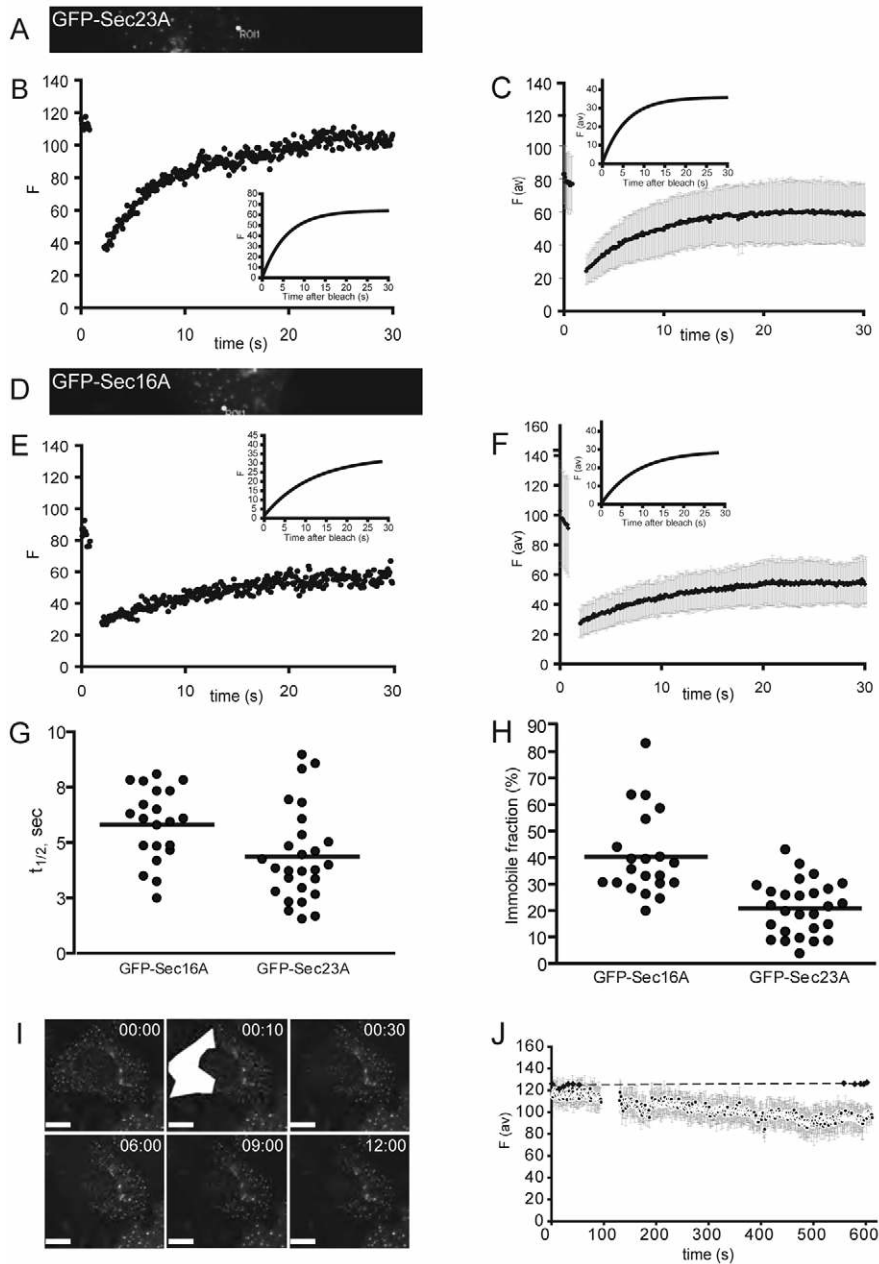 A
GFP-Sec23A
ROI1
B
140
120
100
80
60
40
20
0
F
0
10
20
30
time (s)
80
70
60
50
40
30
20
10
0
F
0 5 10 15 20 25 30
Time after bleach (s)
C
140
120
100
80
60
40
20
0
F (av)
0
10
20
30
time (s)
40
30
20
10
0
F (av)
0 5 10 15 20 25 30
Time after bleach (s)
D
GFP-Sec16A
ROI1
E
140
120
100
80
60
40
20
0
F
0
10
20
30
time (s)
45
40
35
30
25
20
15
10
5
0
F
0 5 10 15 20 25 30
Time after bleach (s)
F
160
140
120
100
80
60
40
20
0
F (av)
0
10
20
30
time (s)
40
30
20
10
0
F (av)
0 5 10 15 20 25 30
Time after bleach (s)
G
10
8
5
3
0
t1/2, sec
GFP-Sec16A
GFP-Sec23A
H
90
80
70
60
50
40
30
20
10
0
Immobile fraction (%)
GFP-Sec16A
GFP-Sec23A
I
00:00
00:10
00:30
06:00
09:00
12:00
J
160
140
120
100
80
60
40
20
0
F (av)
0 100 200 300 400 500 600
time (s)